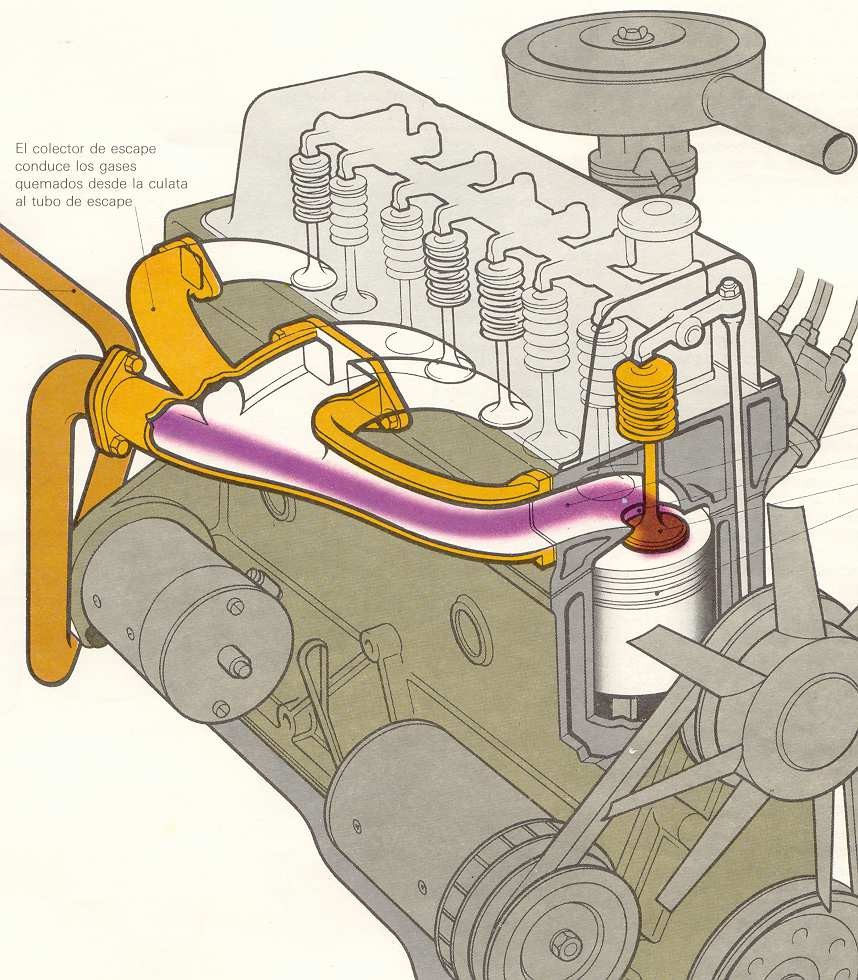 El colector de escape
conduce los gases
quemados desde la culata
al tubo de escape